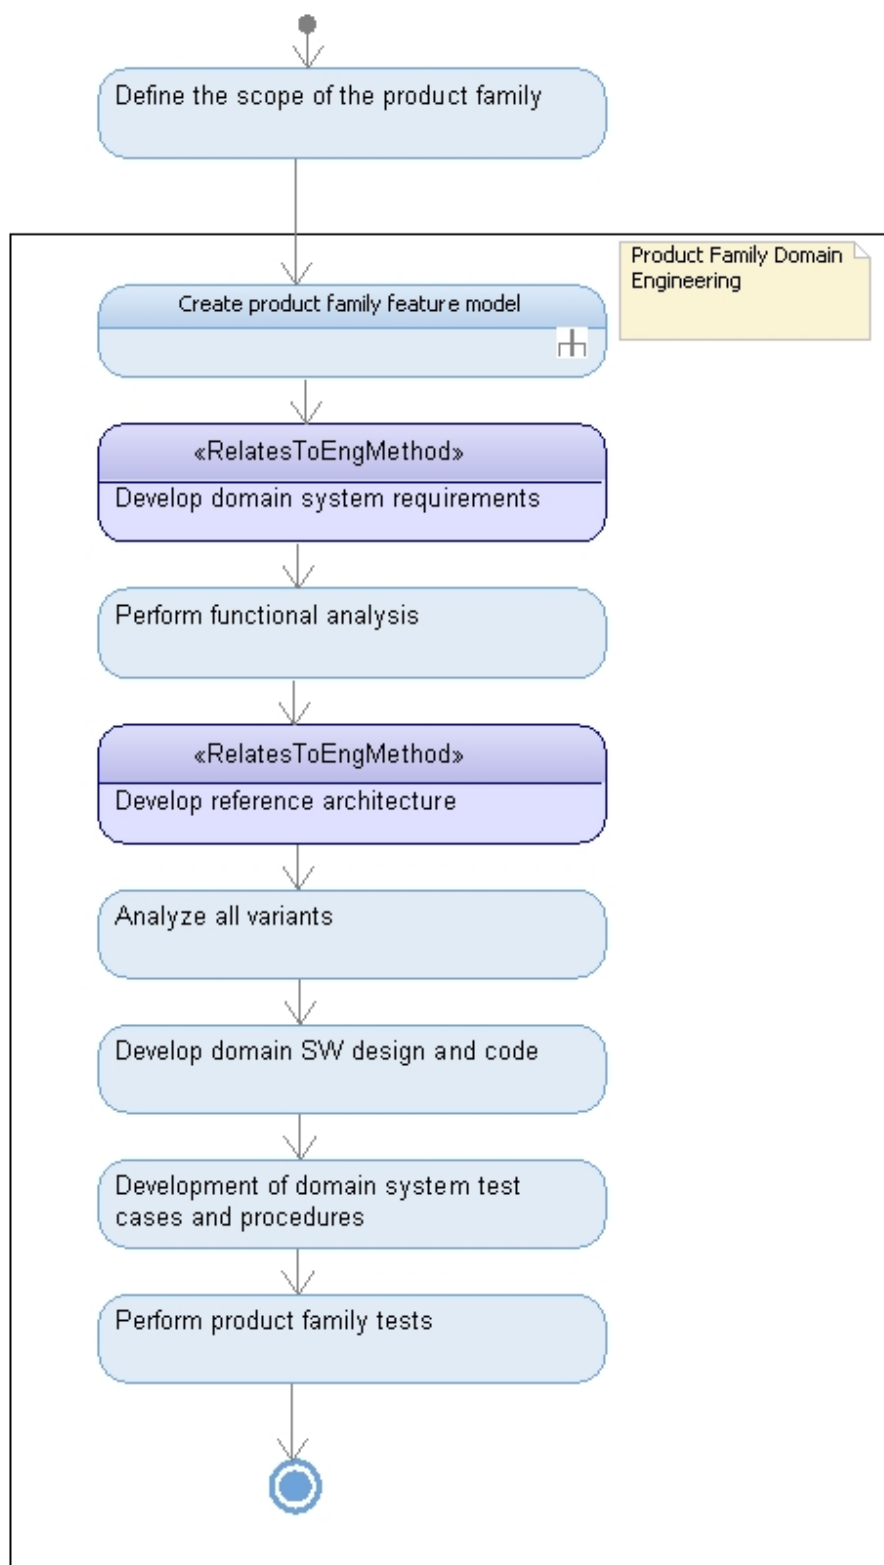 Define the scope of the product family
Product Family Domain
Engineering
Create product family feature model
«RelatesToEngMethod»
Develop domain system requirements
Perform functional analysis
«RelatesToEngMethod»
Develop reference architecture
Analyze all variants
Develop domain SW design and code
Development of domain system test
cases and procedures
Perform product family tests